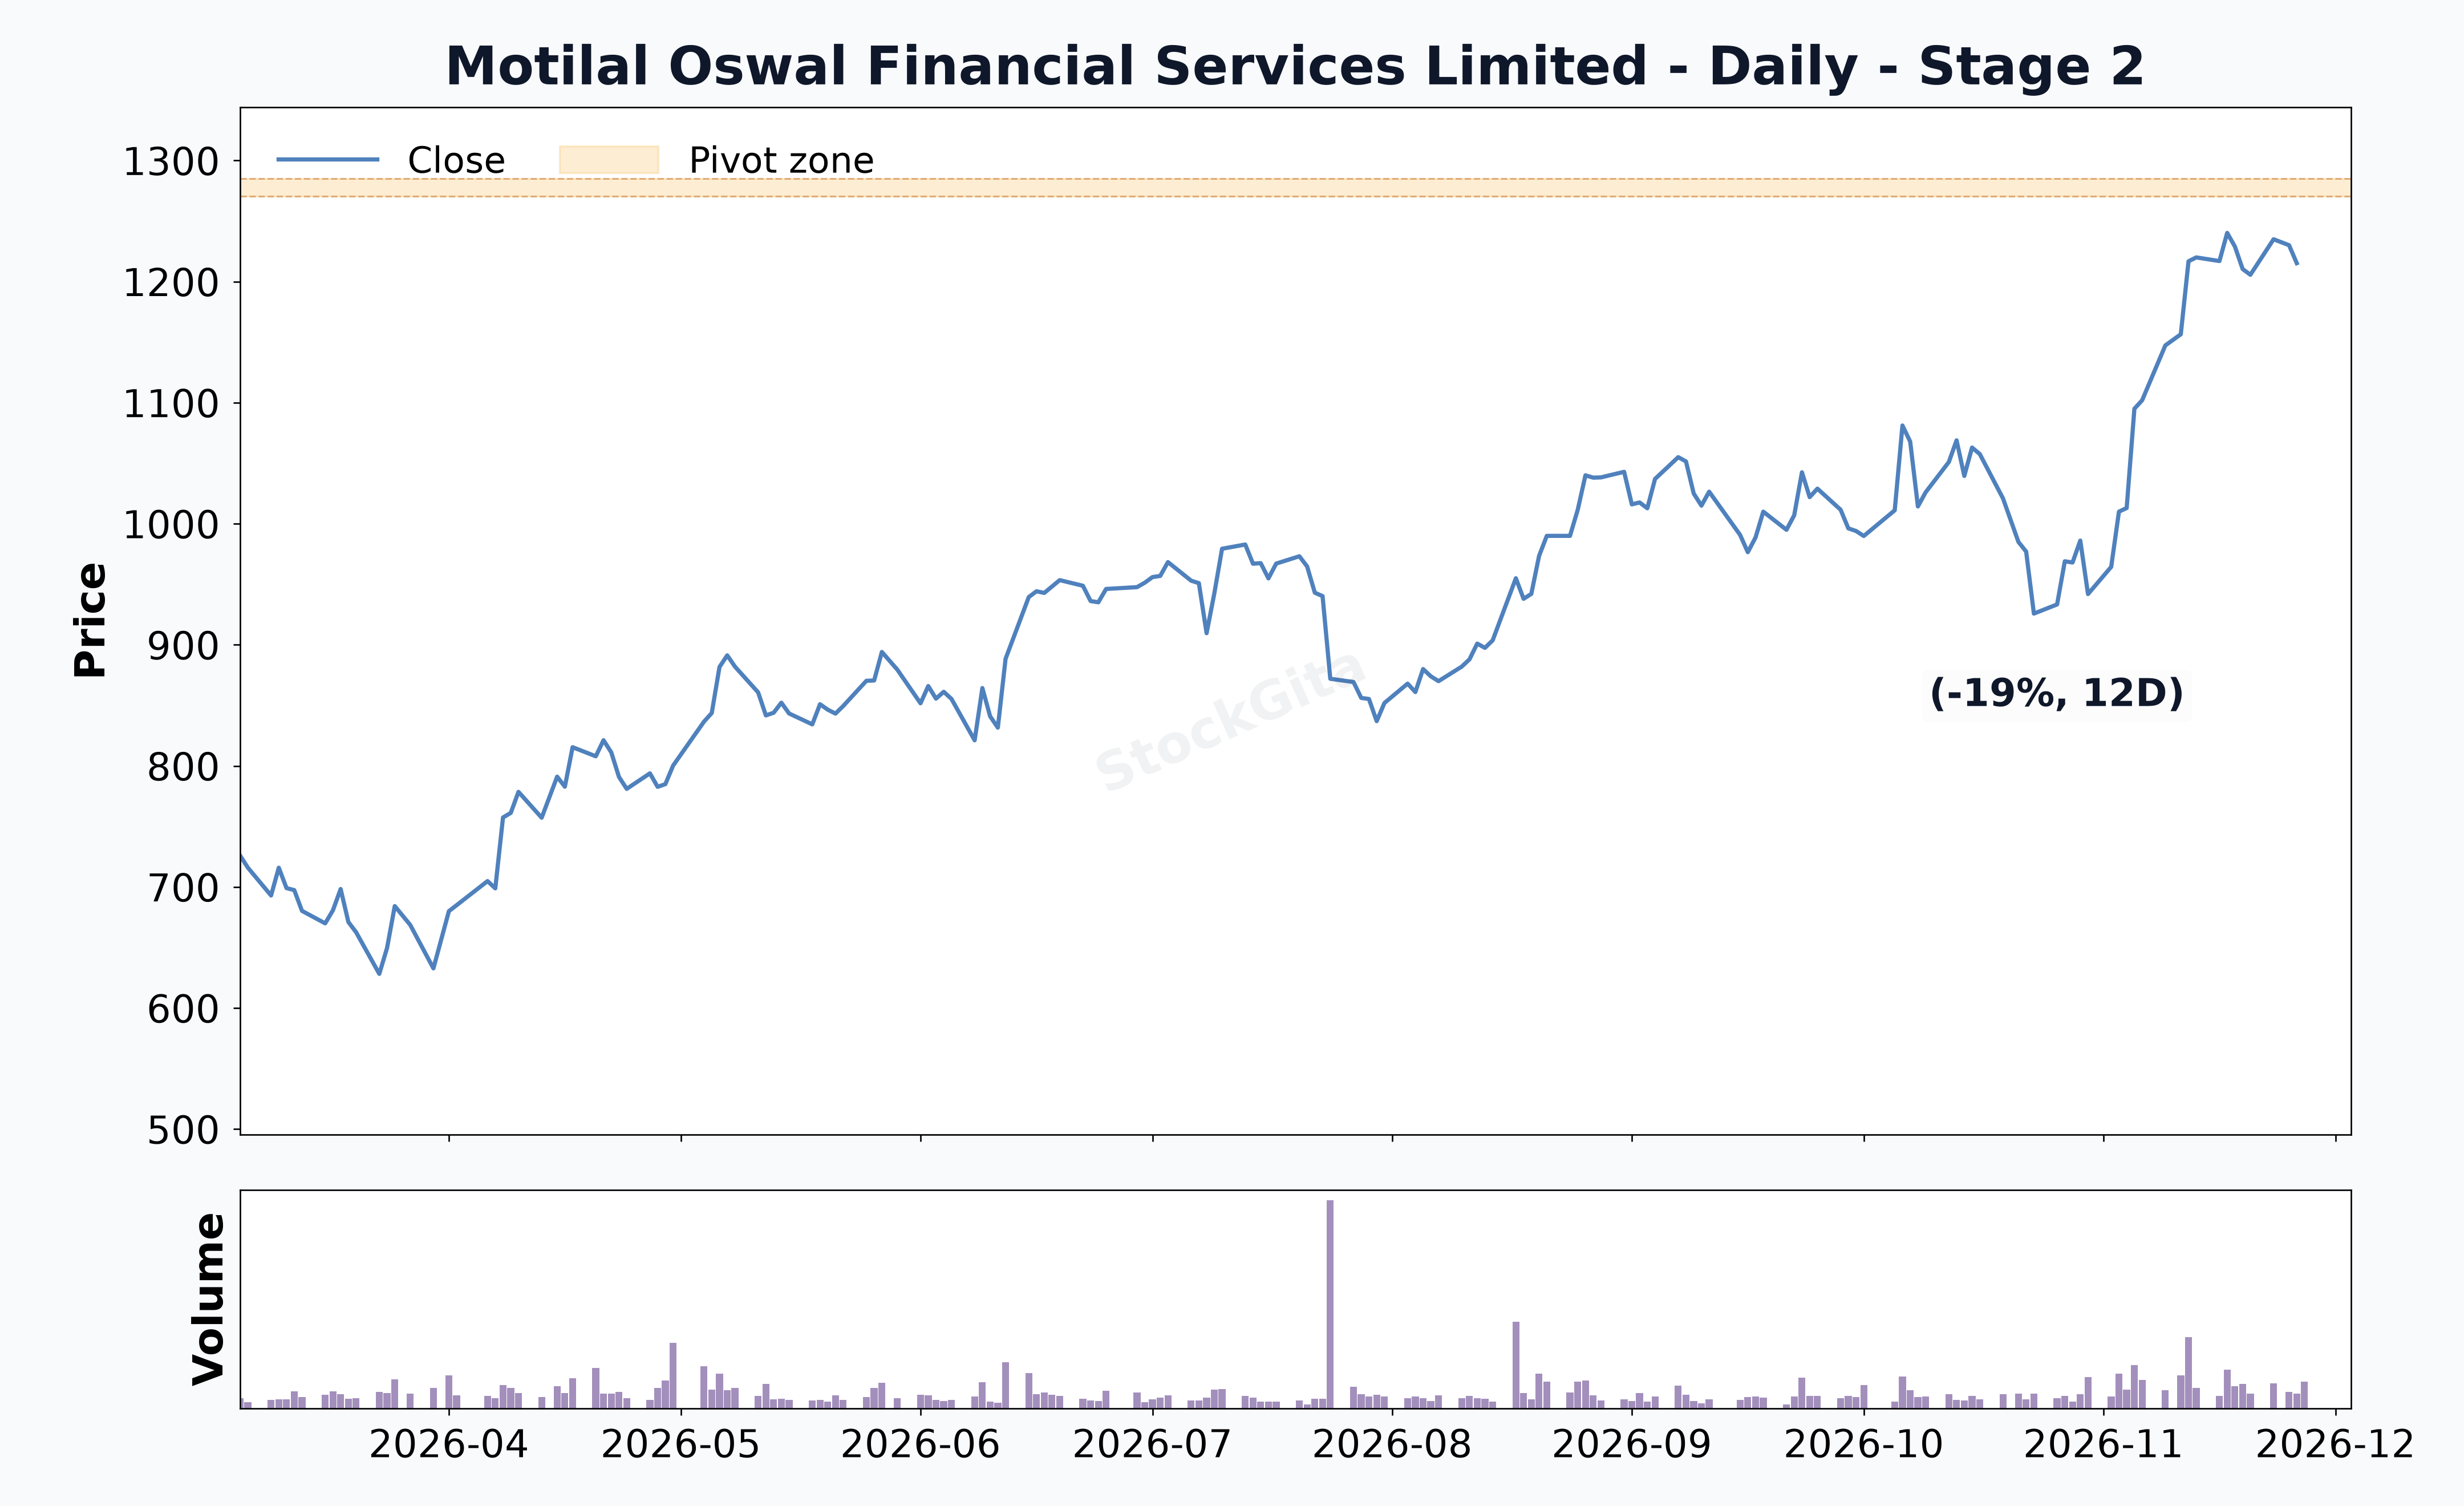 Motilal Oswal Financial Services Limited - Daily - Stage 2
Close
Pivot zone
Price
1300
1200
1100
1000
900
800
700
600
500
(-19%, 12D)
StockGita
Volume
2026-04
2026-05
2026-06
2026-07
2026-08
2026-09
2026-10
2026-11
2026-12